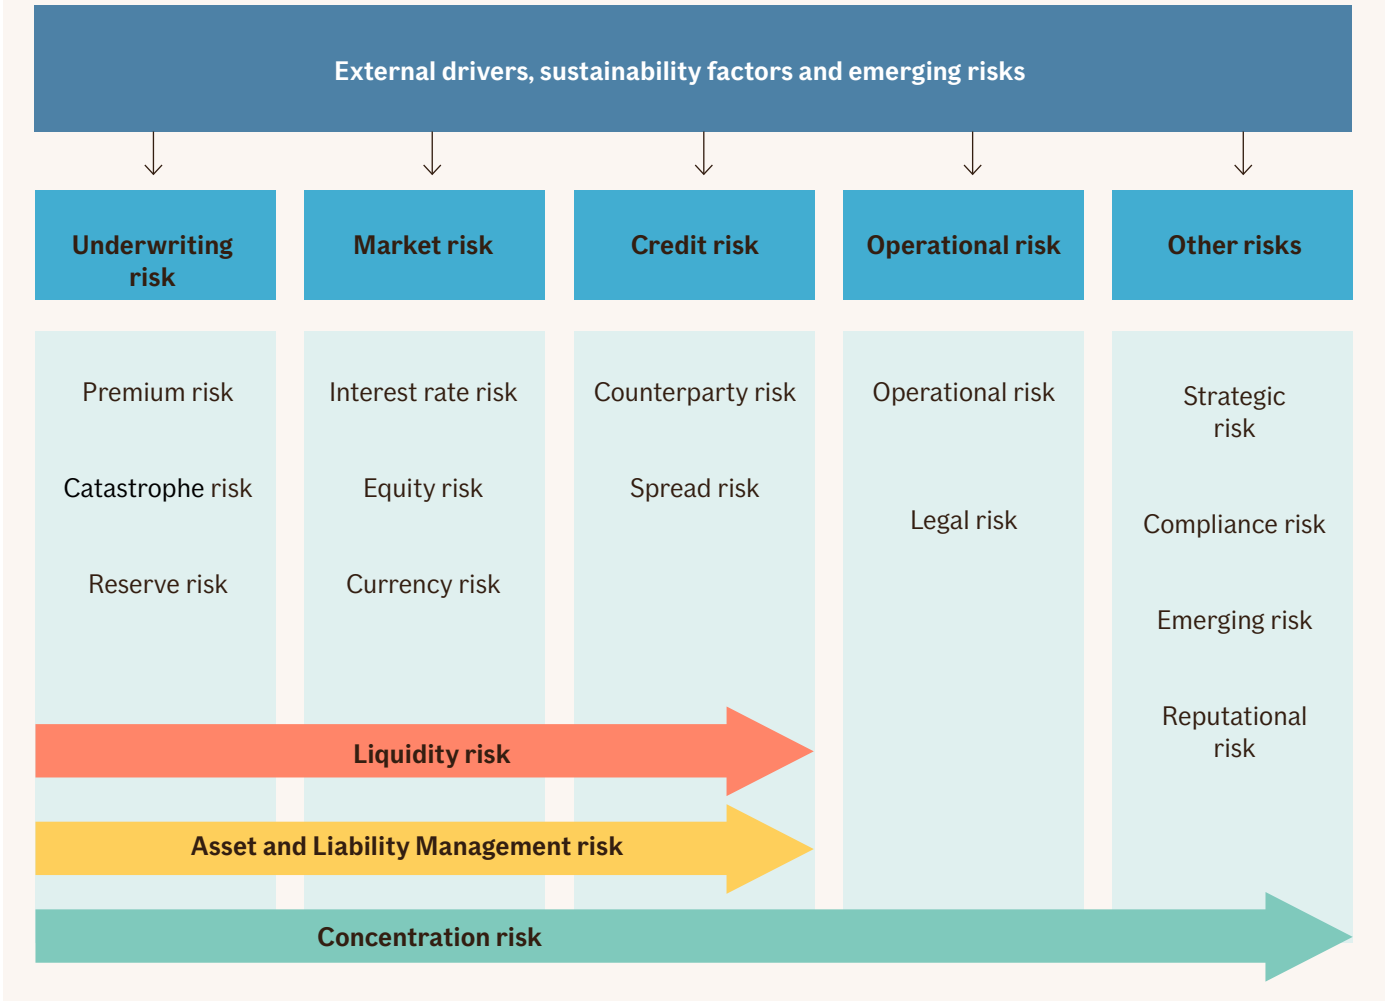 External drivers, sustainability factors and emerging risks
Underwriting
risk
Market risk
Credit risk
Operational risk
Other risks
Premium risk
Catastrophe risk
Reserve risk
Interest rate risk
Equity risk
Currency risk
Counterparty risk
Spread risk
Operational risk
Legal risk
Strategic
risk
Compliance risk
Emerging risk
Reputational
risk
Liquidity risk
Asset and Liability Management risk
Concentration risk